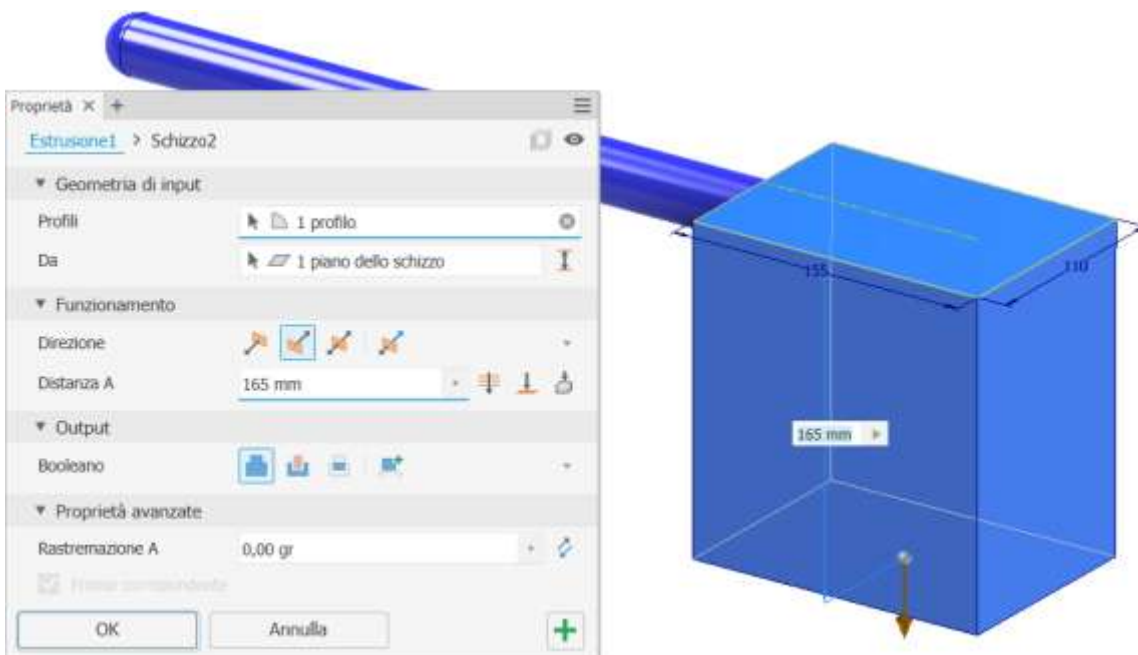 Proprietà × +
Estrusione1 > Schizzo2
Geometria di input
Profili 1 profilo
Da 1 piano dello schizzo
Funzionamento
Direzione
Distanza A 165 mm
Output
Booleano
Proprietà avanzate
Rastremazione A 0,00 gr
OK Annulla
155
110
165 mm